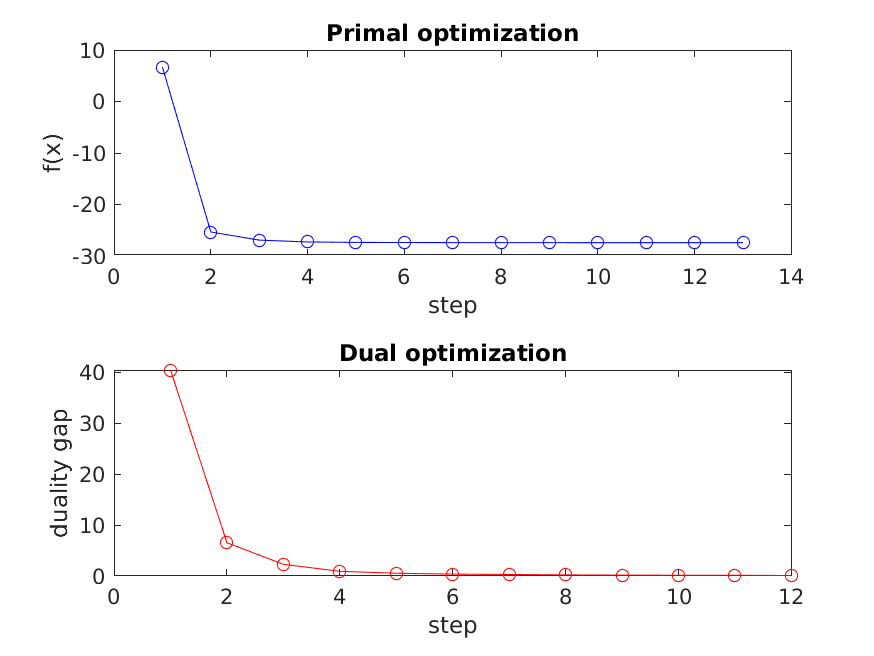 Primal optimization
10
0
-10
-20
-30
f(x)
0 2 4 6 8 10 12 14
step
Dual optimization
40
30
20
10
0
duality gap
0 2 4 6 8 10 12
step